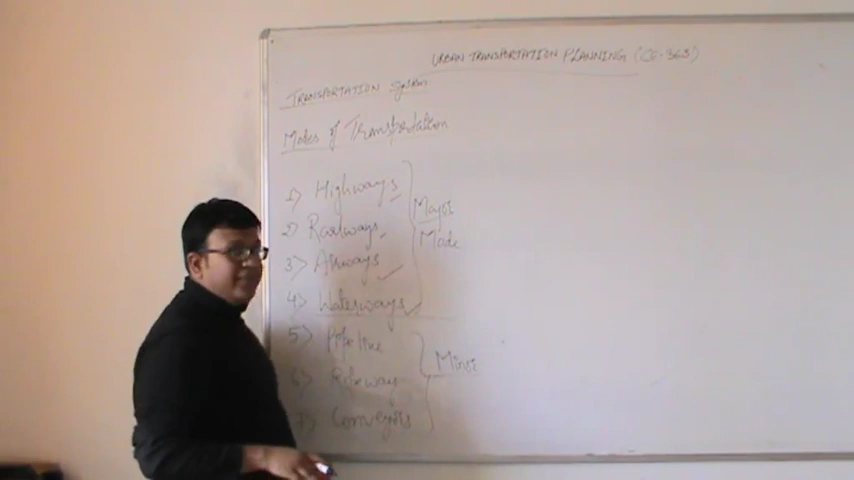 URBAN TRANSPORTATION PLANNING (CE-363)
TRANSPORTATION System
Modes of Transportation
1) Highways
2) Railways
3) Airways
4) Waterways
Major
Mode
5) Pipeline
6) Ropeway
7) Conveyors
Minor